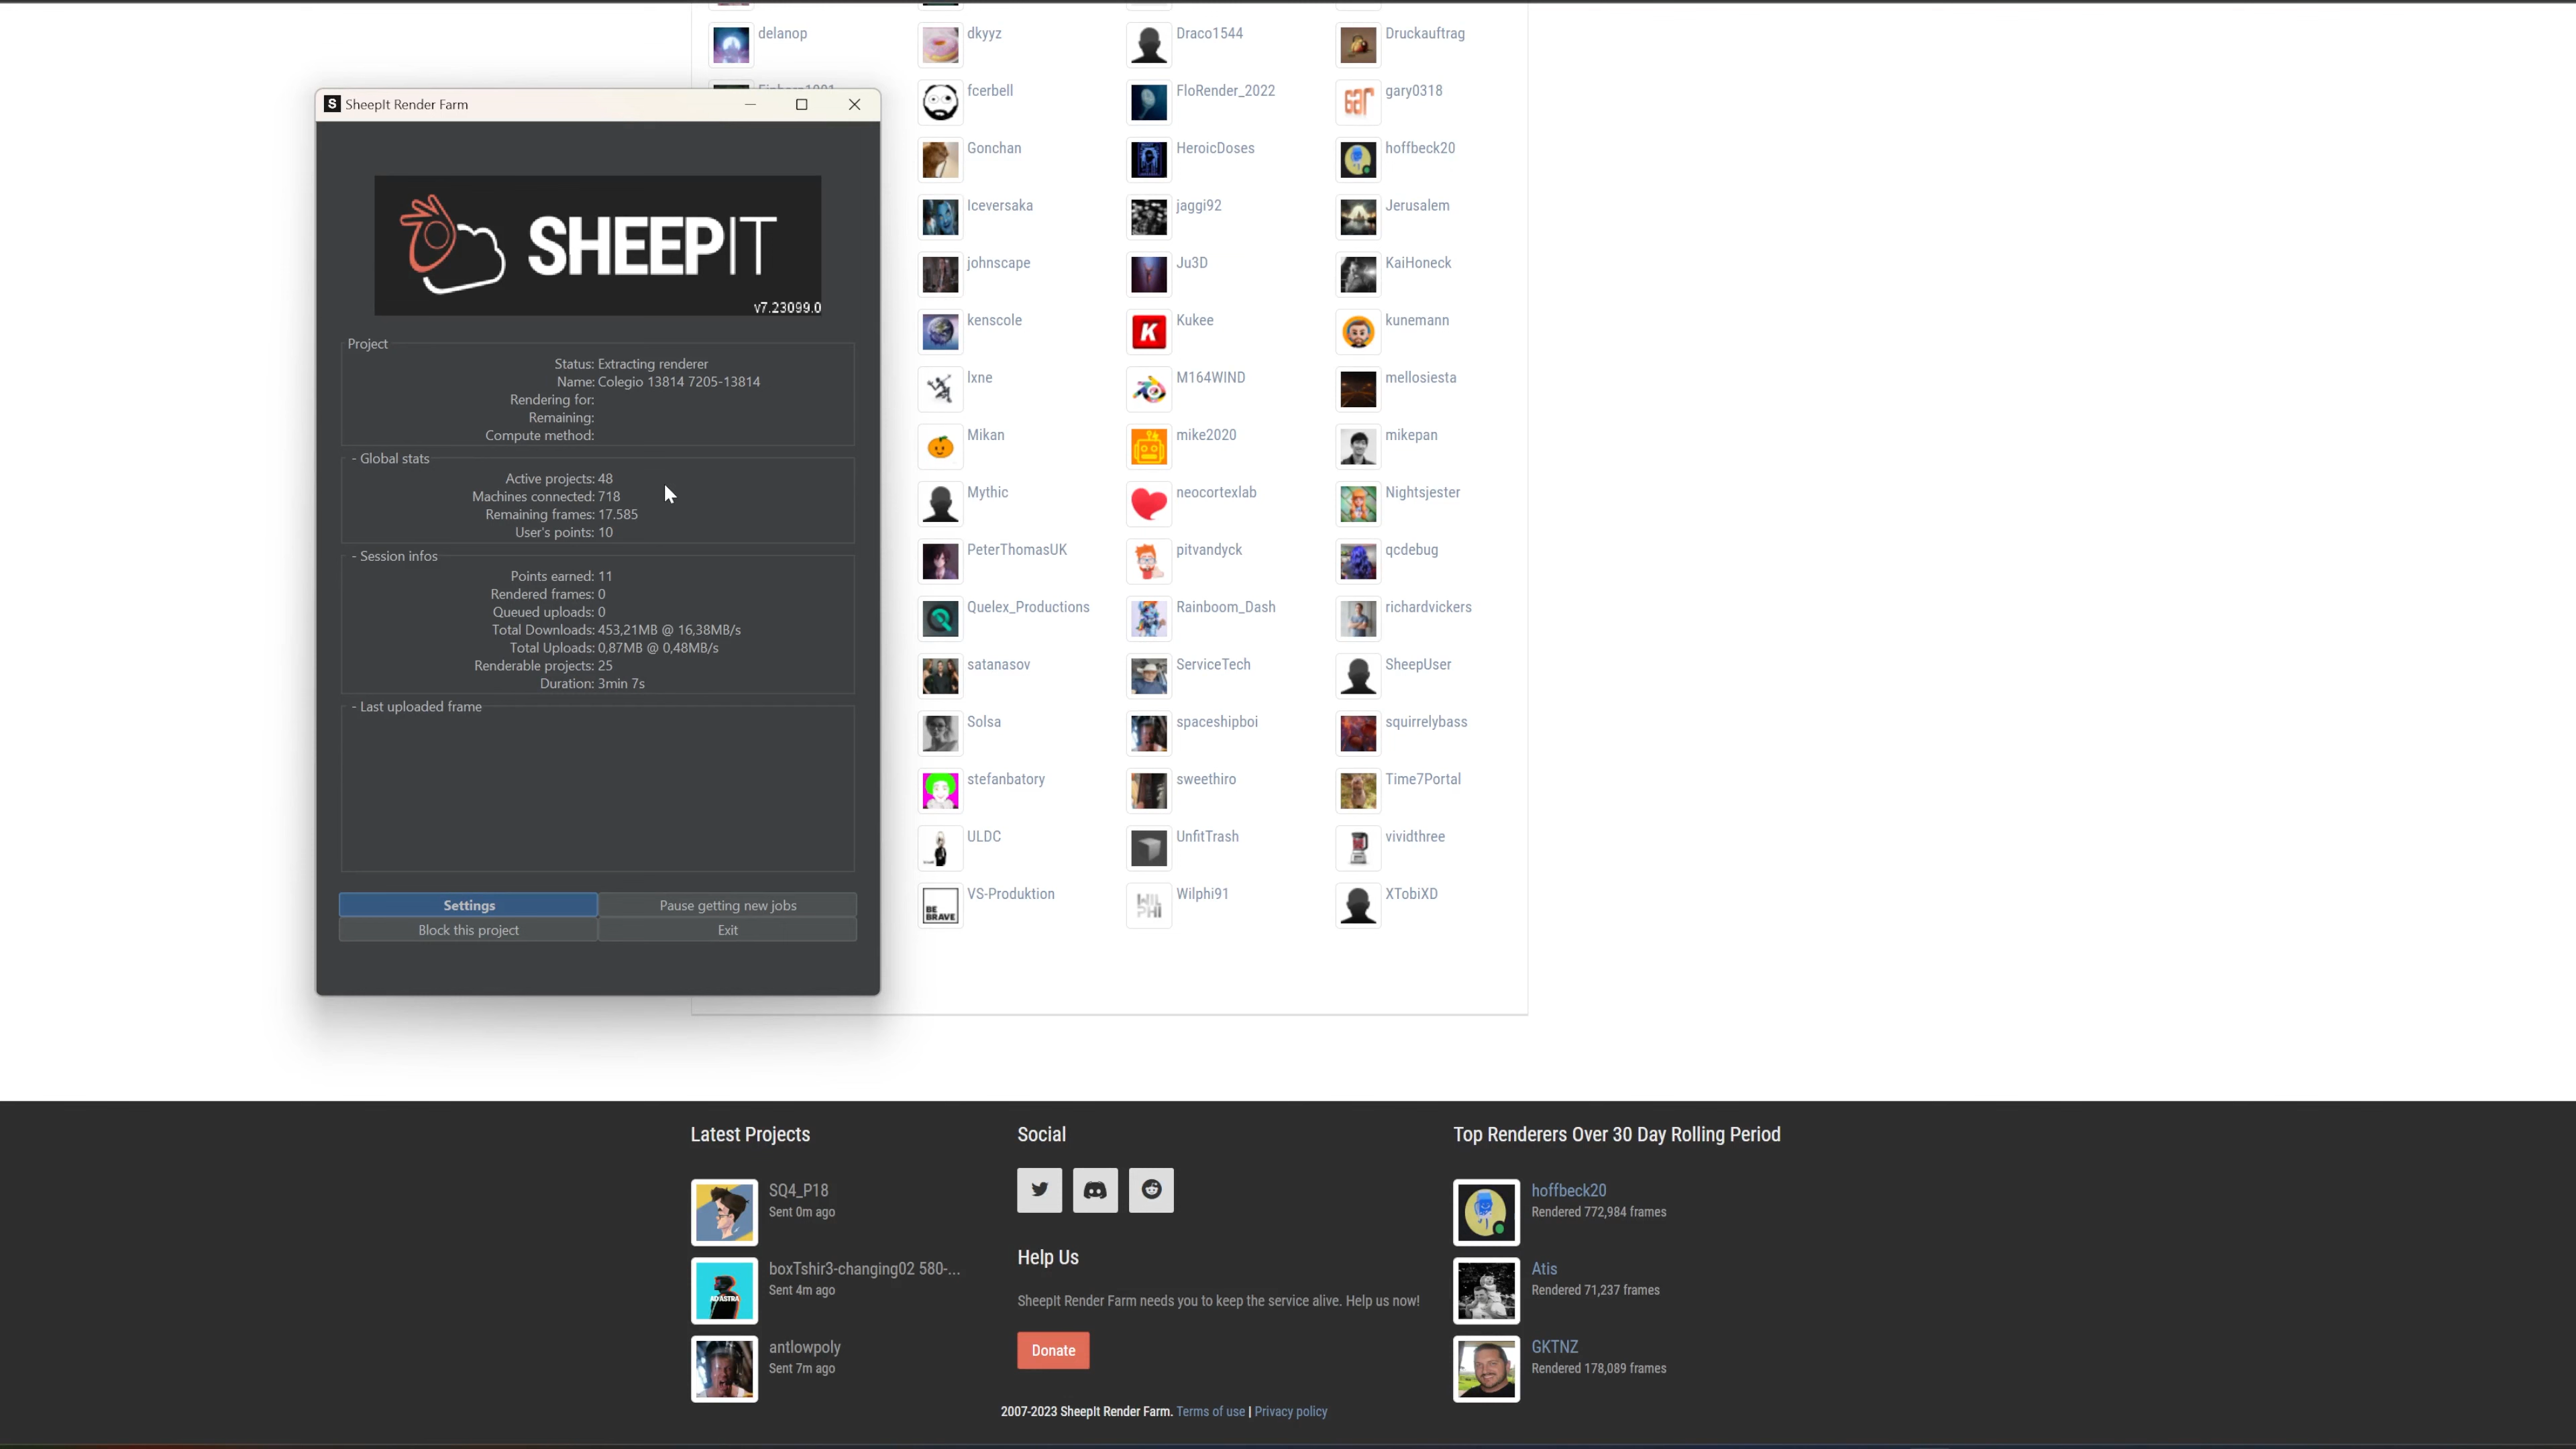 delanop
dkyyz
Draco1544
Druckauftrag
SheepIt Render Farm
SHEEPIT
v7.23099.0
Project
Status: Extracting renderer
Name: Colegio 13814 7205-13814
Rendering for:
Remaining:
Compute method:
- Global stats
Active projects: 48
Machines connected: 718
Remaining frames: 17.585
User's points: 10
- Session infos
Points earned: 11
Rendered frames: 0
Queued uploads: 0
Total Downloads: 453,21MB @ 16,38MB/s
Total Uploads: 0,87MB @ 0,48MB/s
Renderable projects: 25
Duration: 3min 7s
- Last uploaded frame
Settings
Pause getting new jobs
Block this project
Exit
fcerbell
FloRender_2022
gary0318
Gonchan
HeroicDoses
hoffbeck20
Iceversaka
jaggi92
Jerusalem
johnscape
Ju3D
KaiHoneck
kenscole
Kukee
kunemann
lxne
M164WIND
mellosiesta
Mikan
mike2020
mikepan
Mythic
neocortexlab
Nightsjester
PeterThomasUK
pitvandyck
qcdebug
Quelex_Productions
Rainboom_Dash
richardvickers
satanasov
ServiceTech
SheepUser
Solsa
spaceshipboi
squirrelybass
stefanbatory
sweethiro
Time7Portal
ULDC
UnfitTrash
vividthree
BE
BRAVE
VS-Produktion
WIL
PHI
Wilphi91
XTobiXD
Latest Projects
SQ4_P18
Sent 0m ago
boxTshir3-changing02 580-...
Sent 4m ago
antlowpoly
Sent 7m ago
Social
Help Us
SheepIt Render Farm needs you to keep the service alive. Help us now!
Donate
Top Renderers Over 30 Day Rolling Period
hoffbeck20
Rendered 772,984 frames
Atis
Rendered 71,237 frames
GKTNZ
Rendered 178,089 frames
2007-2023 SheepIt Render Farm. Terms of use | Privacy policy